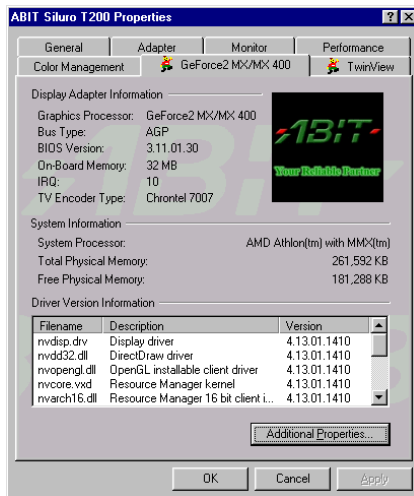 ABIT Siluro T200 Properties
General Adapter Monitor Performance
Color Management GeForce2 MX/MX 400 TwinView
Display Adapter Information
Graphics Processor: GeForce2 MX/MX 400
Bus Type: AGP
BIOS Version: 3.11.01.30
On-Board Memory: 32 MB
IRQ: 10
TV Encoder Type: Chrontel 7007
ABIT
Your Reliable Partner
System Information
System Processor: AMD Athlon(tm) with MMX(tm)
Total Physical Memory: 261,592 KB
Free Physical Memory: 181,288 KB
Driver Version Information
Filename Description Version
nvdisp.drv Display driver 4.13.01.1410
nvdd32.dll DirectDraw driver 4.13.01.1410
nvopengl.dll OpenGL installable client driver 4.13.01.1410
nvcore.vxd Resource Manager kernel 4.13.01.1410
nvarch16.dll Resource Manager 16 bit client i... 4.13.01.1410
Additional Properties...
OK Cancel Apply